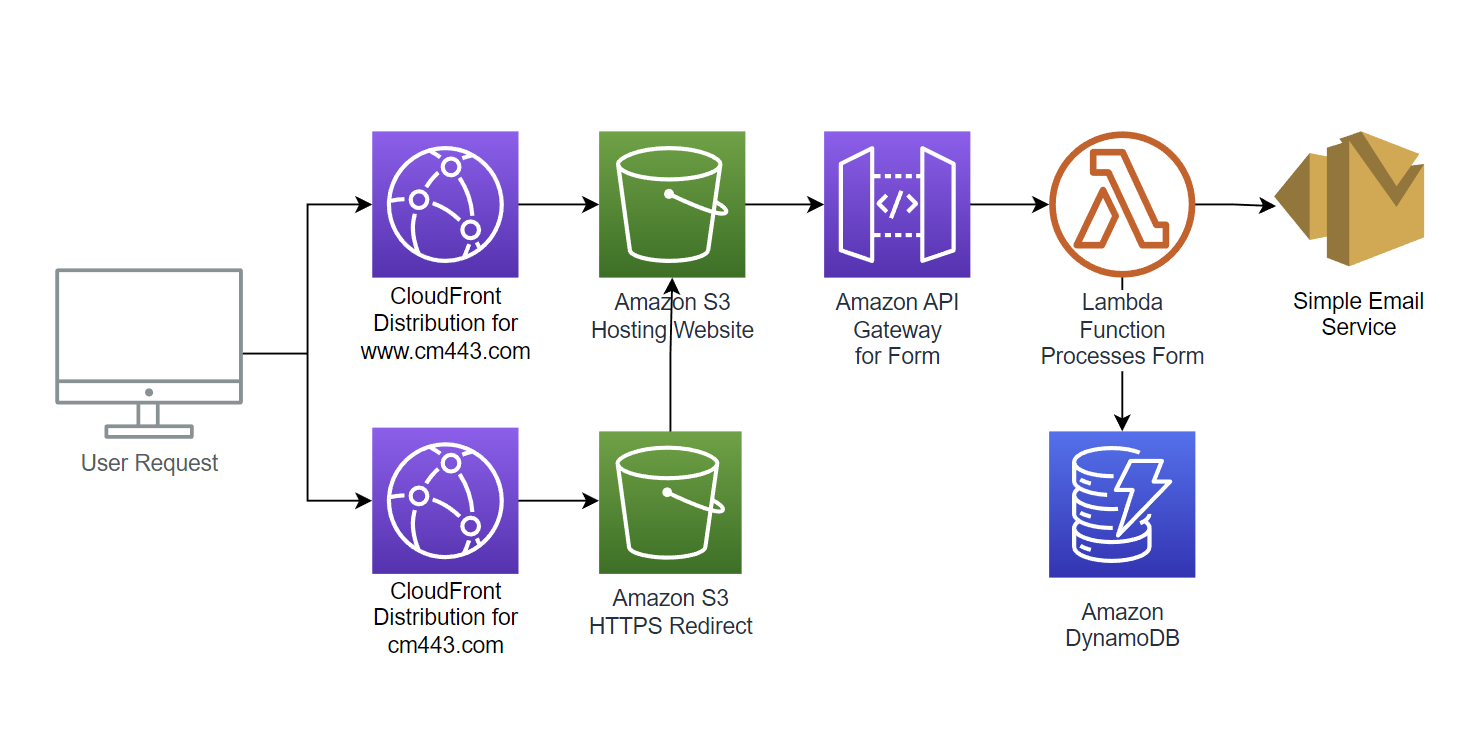 CloudFront
Distribution for
www.cm443.com
Amazon S3
Hosting Website
Amazon API
Gateway
for Form
Lambda
Function
Processes Form
Simple Email
Service
User Request
CloudFront
Distribution for
cm443.com
Amazon S3
HTTPS Redirect
Amazon
DynamoDB